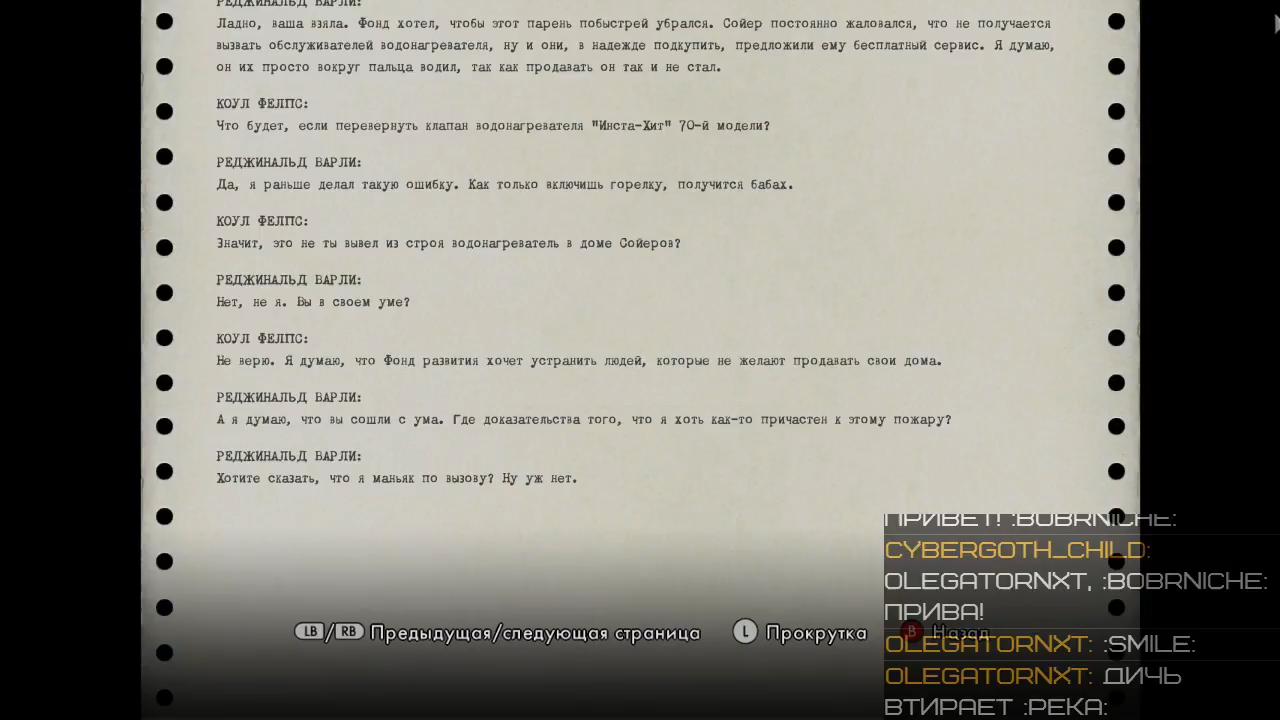 РЕДЖИНАЛЬД ВАРЛИ:
Ладно, ваша взяла. Фонд хотел, чтобы этот парень побыстрей убрался. Сойер постоянно жаловался, что не получается
вызвать обслуживателей водонагревателя, ну и они, в надежде подкупить, предложили ему бесплатный сервис. Я думаю,
он их просто вокруг пальца водил, так как продавать он так и не стал.
КОУЛ ФЕЛПС:
Что будет, если перевернуть клапан водонагревателя "Инста-Хит" 70-й модели?
РЕДЖИНАЛЬД ВАРЛИ:
Да, я раньше делал такую ошибку. Как только включишь горелку, получится бабах.
КОУЛ ФЕЛПС:
Значит, это не ты вывел из строя водонагреватель в доме Сойеров?
РЕДЖИНАЛЬД ВАРЛИ:
Нет, не я. Вы в своем уме?
КОУЛ ФЕЛПС:
Не верю. Я думаю, что Фонд развития хочет устранить людей, которые не желают продавать свои дома.
РЕДЖИНАЛЬД ВАРЛИ:
А я думаю, что вы сошли с ума. Где доказательства того, что я хоть как-то причастен к этому пожару?
РЕДЖИНАЛЬД ВАРЛИ:
Хотите сказать, что я маньяк по вызову? Ну уж нет.
LB/RB Предыдущая/следующая страница L Прокрутка B Назад
ПРИВЕТ! :BOBRNICHE:
CYBERGOTH_CHILD:
OLEGATORNXT, :BOBRNICHE:
ПРИВА!
OLEGATORNXT: :SMILE:
OLEGATORNXT: ДИЧЬ
ВТИРАЕТ :РЕКА: